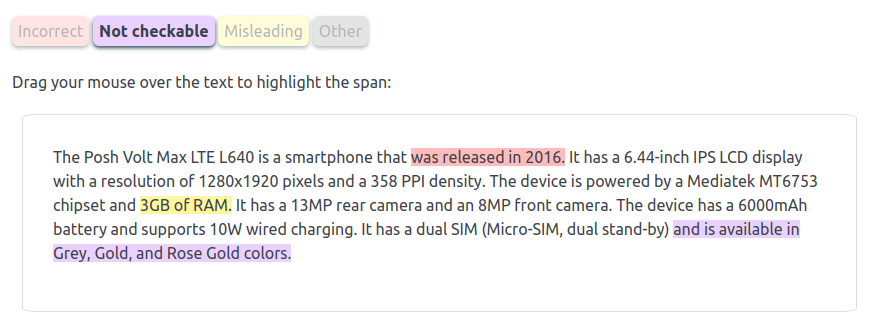 Incorrect Not checkable Misleading Other
Drag your mouse over the text to highlight the span:
The Posh Volt Max LTE L640 is a smartphone that was released in 2016. It has a 6.44-inch IPS LCD display
with a resolution of 1280x1920 pixels and a 358 PPI density. The device is powered by a Mediatek MT6753
chipset and 3GB of RAM. It has a 13MP rear camera and an 8MP front camera. The device has a 6000mAh
battery and supports 10W wired charging. It has a dual SIM (Micro-SIM, dual stand-by) and is available in
Grey, Gold, and Rose Gold colors.